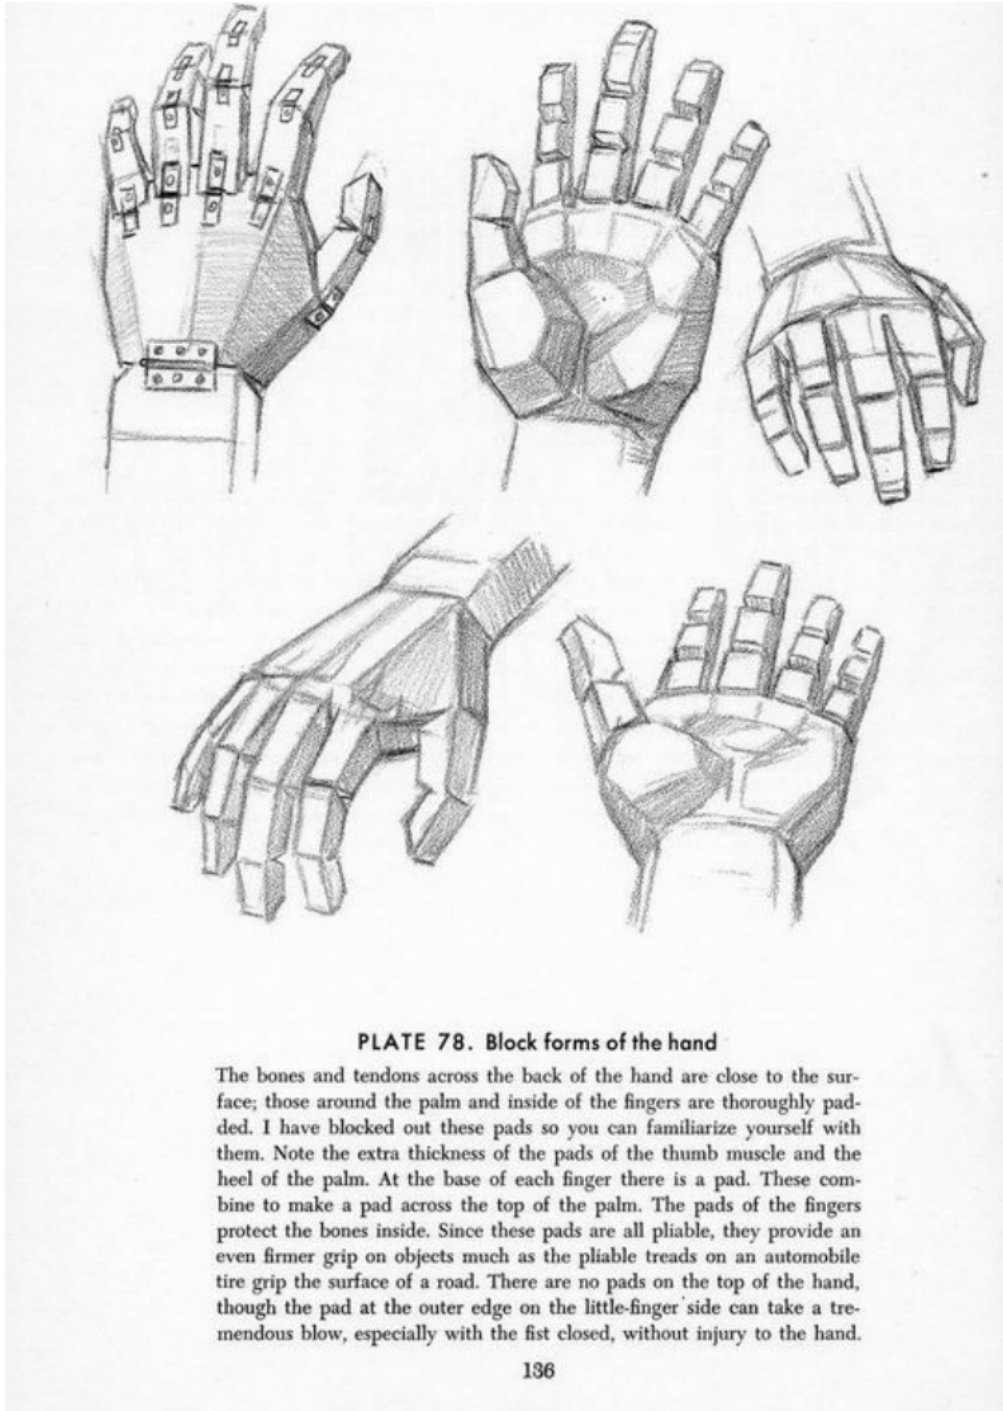 PLATE 78. Block forms of the hand
The bones and tendons across the back of the hand are close to the sur-
face; those around the palm and inside of the fingers are thoroughly pad-
ded. I have blocked out these pads so you can familiarize yourself with
them. Note the extra thickness of the pads of the thumb muscle and the
heel of the palm. At the base of each finger there is a pad. These com-
bine to make a pad across the top of the palm. The pads of the fingers
protect the bones inside. Since these pads are all pliable, they provide an
even firmer grip on objects much as the pliable treads on an automobile
tire grip the surface of a road. There are no pads on the top of the hand,
though the pad at the outer edge on the little-finger side can take a tre-
mendous blow, especially with the fist closed, without injury to the hand.
136